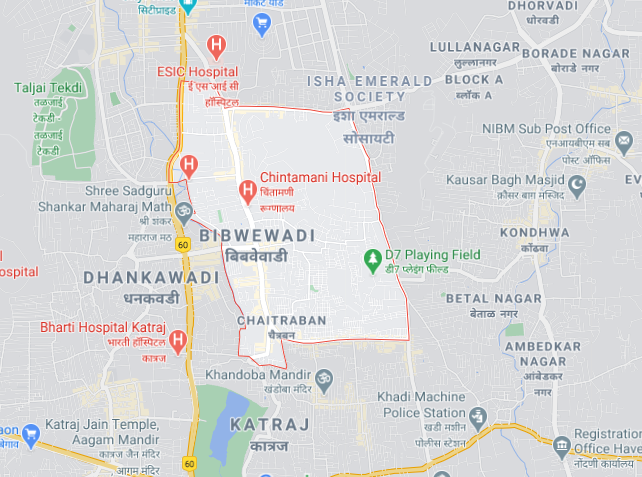 सिटीप्राइड
मार्केट यार्ड
DHORVADI
धोरवडी
LULLANAGAR
लुल्लानागर
BORADE NAGAR
बोराडे नगर
BLOCK A
ब्लॉक A
ESIC Hospital
ई एस आई सी
हॉस्पिटल
Taljai Tekdi
तळजाई
टेकडी -
तळजाई
टेकडी
ISHA EMERALD
SOCIETY
ईशा एमराल्ड
सोसायटी
NIBM Sub Post Office
एनआयबीएम सब
पोस्ट ऑफिस
Chintamani Hospital
चिंतामणी
रूग्णालय
Kausar Bagh Masjid
क़ौसर बाग मस्जिद
EV
Shree Sadguru
Shankar Maharaj Math
श्री शकर
महाराज मठ
60
BIBWEWADI
बिबवेवाडी
KONDHWA
कोंढवा
D7 Playing Field
डी7 प्लेइंग फील्ड
ospital
DHANKAWADI
धनकवडी
BETAL NAGAR
बेताळ नगर
CHAITRABAN
चैत्रबन
Bharti Hospital Katraj
भारती हॉस्पिटल
कात्रज
AMBEDKAR
NAGAR
आंबेडकर
नगर
Khandoba Mandir
खंडोबा मंदिर
Khadi Machine
Police Station
खडी मशीन
पोलीस स्टेशन
KATRAJ
कात्रज
Katraj Jain Temple,
Aagam Mandir
कात्रज जैन टेंपल,
आगम मंदिर
Registration
Office Have
नोंदणी कार्यालय
60